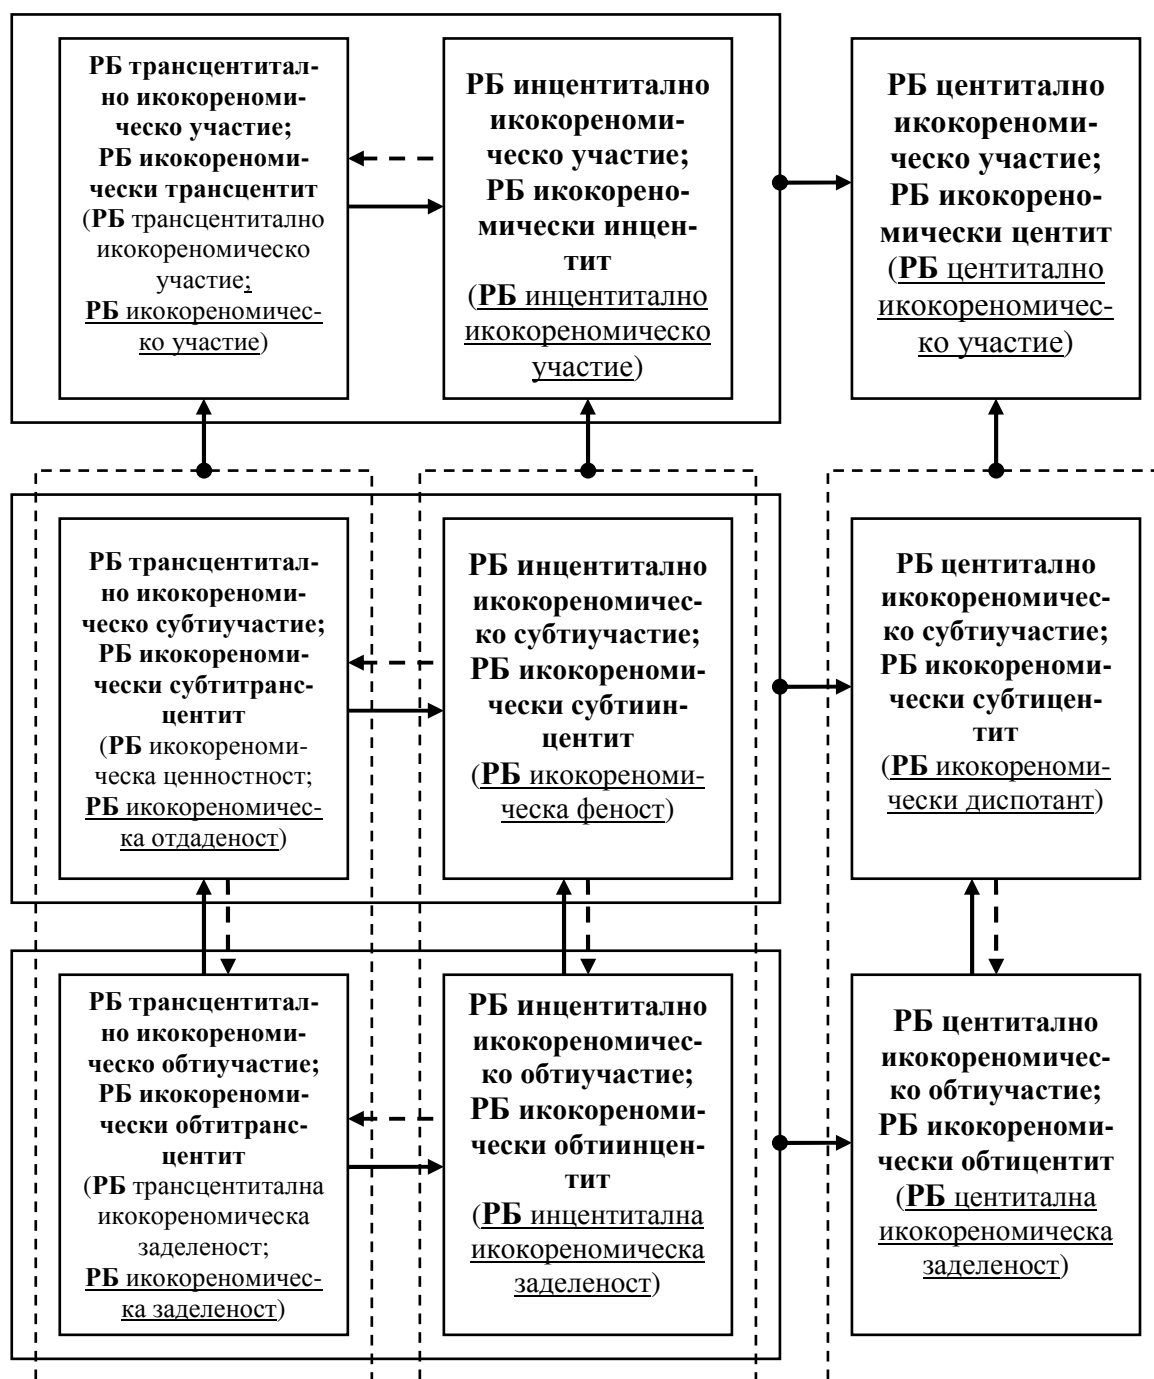 РБ трансцентитал-
но икокореноми-
ческо участие;
РБ икокореноми-
чески трансцентит
(РБ трансцентитално
икокореномическо
участие;
РБ икокореномичес-
ко участие)
РБ инцентитално
икокореноми-
ческо участие;
РБ икокорено-
мически инцен-
тит
(РБ инцентитално
икокореномическо
участие)
РБ центитално
икокореноми-
ческо участие;
РБ икокорено-
мически центит
(РБ центитално
икокореномичес-
ко участие)
РБ трансцентитал-
но икокореноми-
ческо субтиучастие;
РБ икокореноми-
чески субтитранс-
центит
(РБ икокореноми-
ческа ценностност;
РБ икокореномичес-
ка отдаденост)
РБ инцентитално
икокореномичес-
ко субтиучастие;
РБ икокореноми-
чески субтиин-
центит
(РБ икокореноми-
ческа феност)
РБ центитално
икокореномичес-
ко субтиучастие;
РБ икокореноми-
чески субтицен-
тит
(РБ икокореноми-
чески диспотант)
РБ трансцентитал-
но икокореноми-
ческо обтиучастие;
РБ икокореноми-
чески обтитранс-
центит
(РБ трансцентитална
икокореномическа
заделеност;
РБ икокореномичес-
ка заделеност)
РБ инцентитално
икокореномичес-
ко обтиучастие;
РБ икокореноми-
чески обтиинцен-
тит
(РБ инцентитална
икокореномическа
заделеност)
РБ центитално
икокореномичес-
ко обтиучастие;
РБ икокореноми-
чески обтицентит
(РБ центитална
икокореномическа
заделеност)